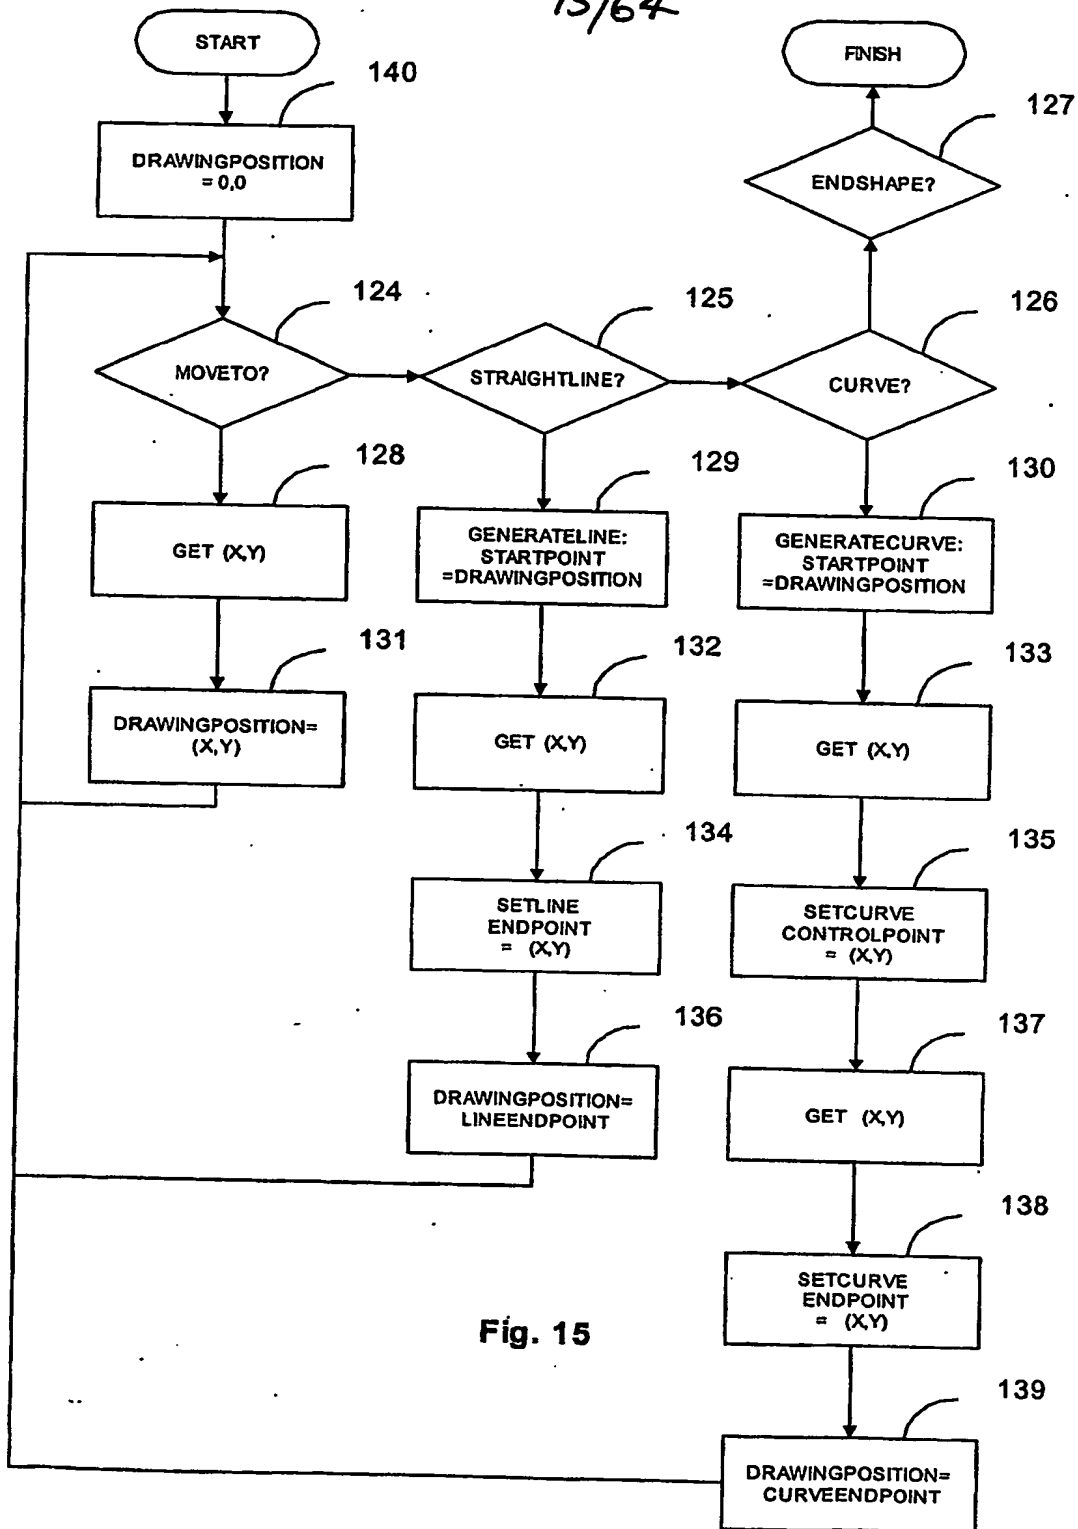 15/64
START
FINISH
140
127
DRAWINGPOSITION
= 0,0
ENDSHAPE?
124
125
126
MOVETO?
STRAIGHTLINE?
CURVE?
128
129
130
GET (X,Y)
GENERATELINE:
STARTPOINT
=DRAWINGPOSITION
GENERATECURVE:
STARTPOINT
=DRAWINGPOSITION
131
132
133
DRAWINGPOSITION=
(X,Y)
GET (X,Y)
GET (X,Y)
134
135
SETLINE
ENDPOINT
= (X,Y)
SETCURVE
CONTROLPOINT
= (X,Y)
136
137
DRAWINGPOSITION=
LINEENDPOINT
GET (X,Y)
138
SETCURVE
ENDPOINT
= (X,Y)
Fig. 15
139
DRAWINGPOSITION=
CURVEENDPOINT